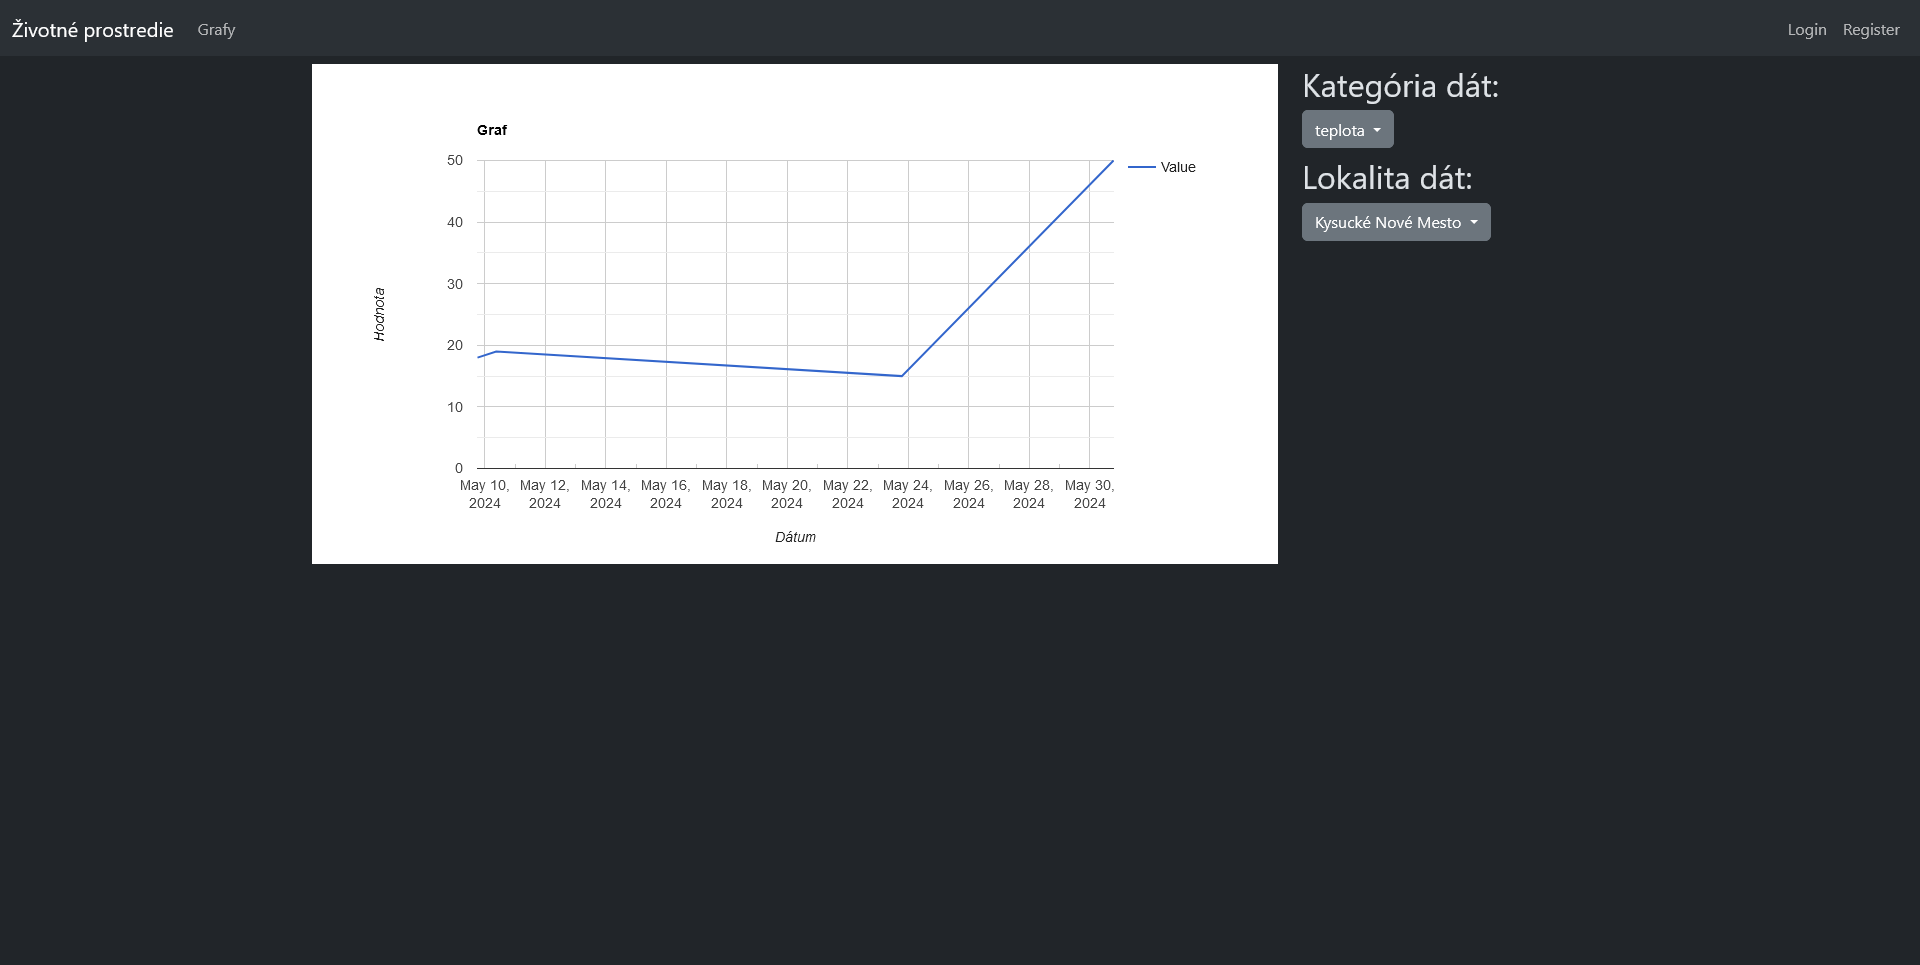 Životné prostredie Grafy Login Register
Graf
50
40
30
20
10
0
Hodnota
Value
May 10, May 12, May 14, May 16, May 18, May 20, May 22, May 24, May 26, May 28, May 30,
2024 2024 2024 2024 2024 2024 2024 2024 2024 2024 2024
Dátum
Kategória dát:
teplota
Lokalita dát:
Kysucké Nové Mesto